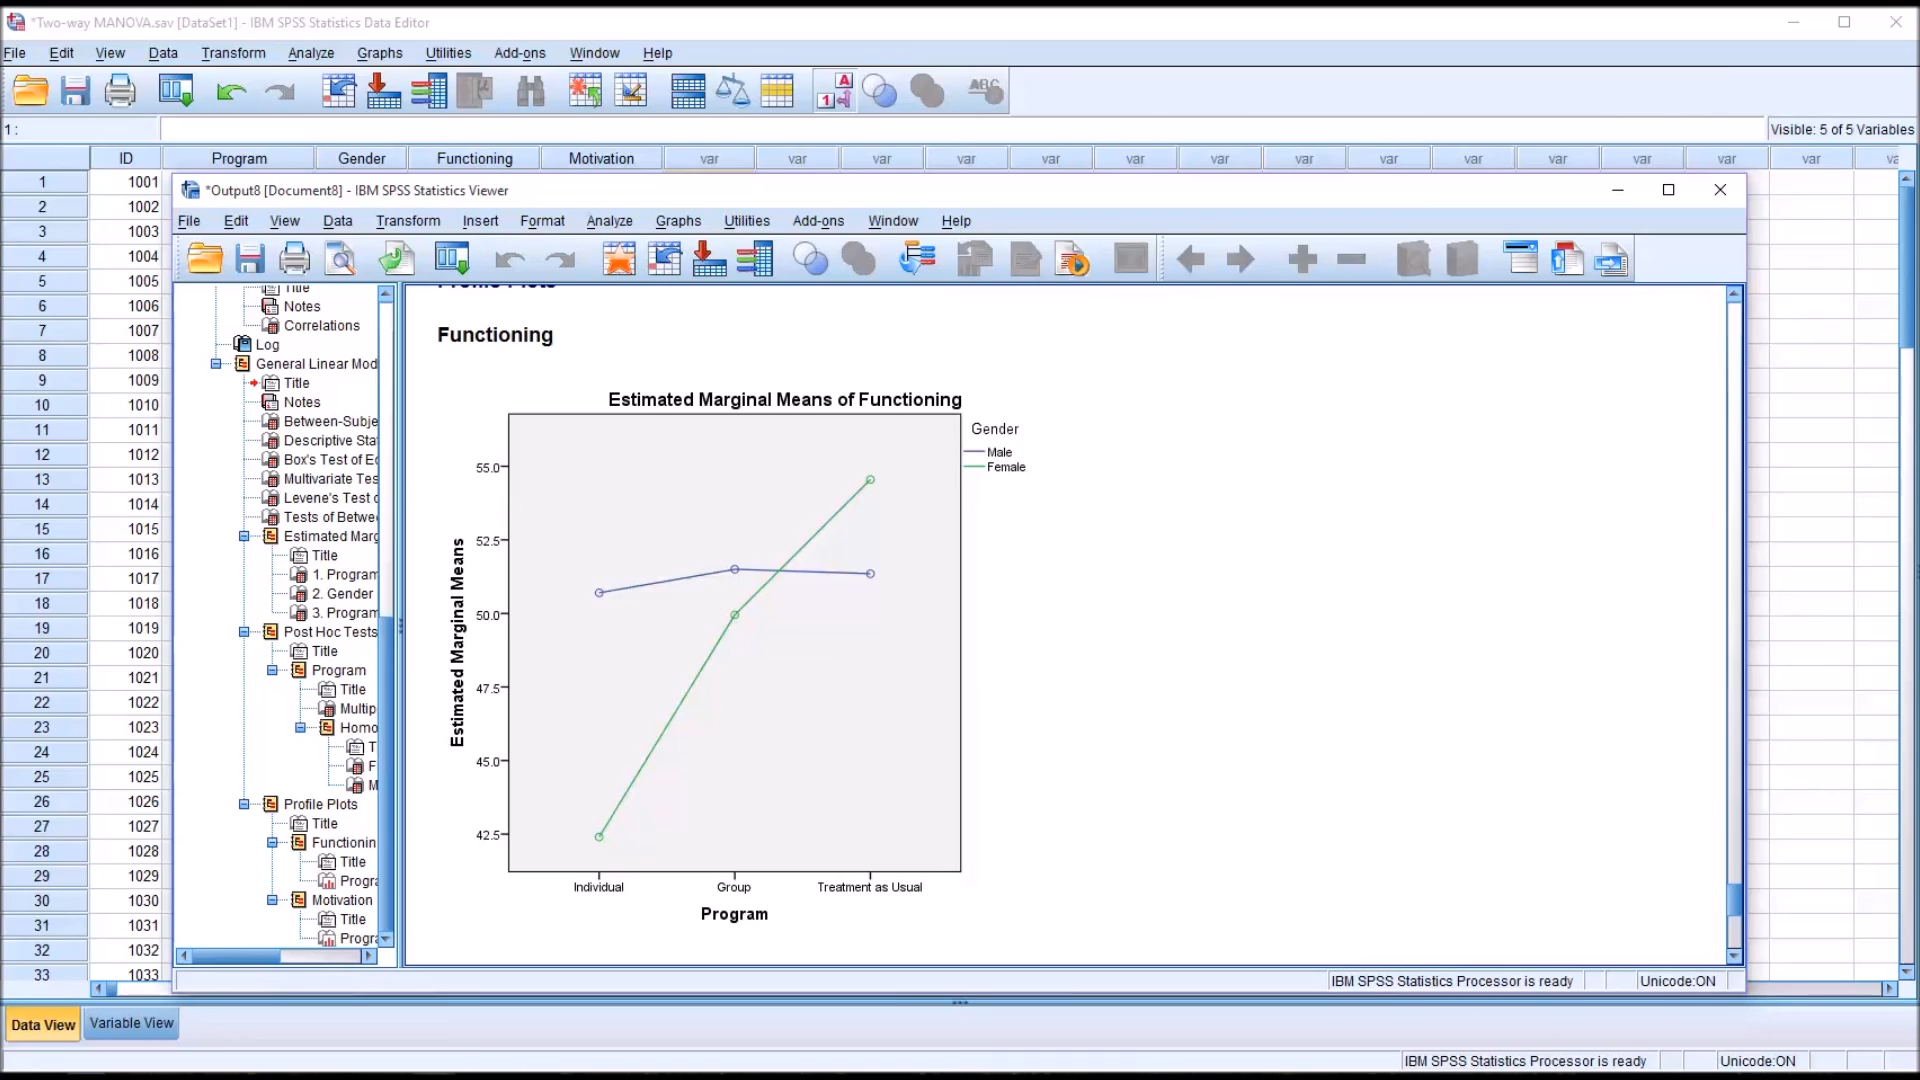 *Two-way MANOVA.sav [DataSet1] - IBM SPSS Statistics Data Editor
File Edit View Data Transform Analyze Graphs Utilities Add-ons Window Help
1 :
Visible: 5 of 5 Variables
ID Program Gender Functioning Motivation var var var var var var var var var var var var var var
1 1001
2 1002
3 1003
4 1004
5 1005
6 1006
7 1007
8 1008
9 1009
10 1010
11 1011
12 1012
13 1013
14 1014
15 1015
16 1016
17 1017
18 1018
19 1019
20 1020
21 1021
22 1022
23 1023
24 1024
25 1025
26 1026
27 1027
28 1028
29 1029
30 1030
31 1031
32 1032
33 1033
*Output8 [Document8] - IBM SPSS Statistics Viewer
File Edit View Data Transform Insert Format Analyze Graphs Utilities Add-ons Window Help
Title
Notes
Correlations
Log
General Linear Mod
Title
Notes
Between-Subje
Descriptive Sta
Box's Test of Eq
Multivariate Tes
Levene's Test o
Tests of Betwee
Estimated Marg
Title
1. Program
2. Gender
3. Program
Post Hoc Tests
Title
Program
Title
Multip
Homo
T
F
M
Profile Plots
Title
Functionin
Title
Progra
Motivation
Title
Progra
Profile Plots
Functioning
Estimated Marginal Means of Functioning
Gender
Male
Female
Estimated Marginal Means
55.0
52.5
50.0
47.5
45.0
42.5
Individual Group Treatment as Usual
Program
IBM SPSS Statistics Processor is ready Unicode:ON
Data View Variable View
IBM SPSS Statistics Processor is ready Unicode:ON